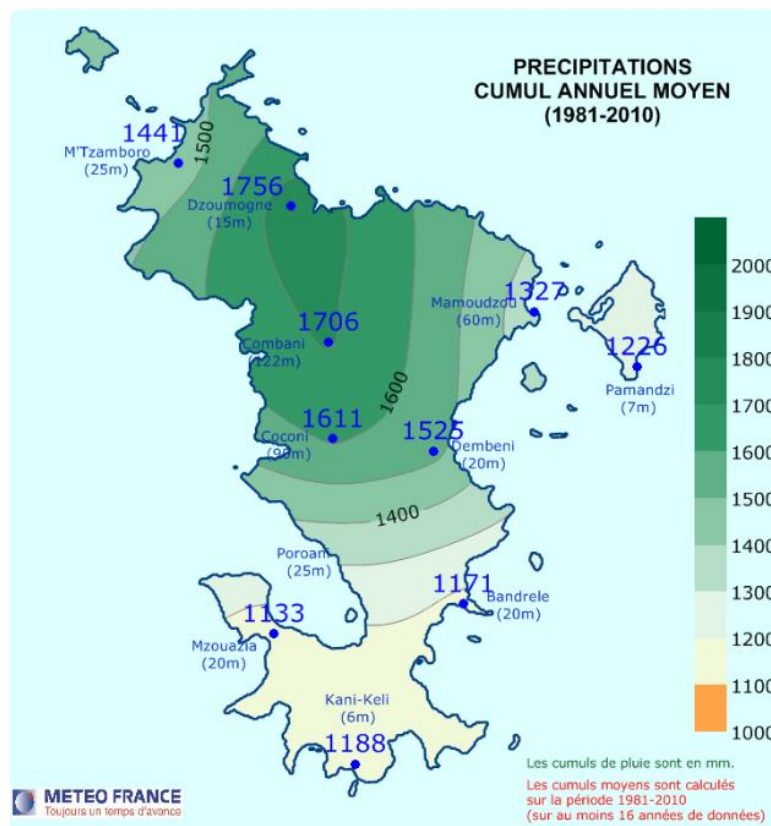 PRECIPITATIONS
CUMUL ANNUEL MOYEN
(1981-2010)
1441
M'Tzamboro
(25m)
1500
1756
Dzoumogne
(15m)
1327
Mamoudzou
(60m)
1226
Pamandzi
(7m)
1706
Combani
(122m)
1600
1611
Coconi
(90m)
1525
Dembeni
(20m)
1400
Poroani
(25m)
1171
Bandrele
(20m)
1133
Mzouazia
(20m)
Kani-Keli
(6m)
1188
2000
1900
1800
1700
1600
1500
1400
1300
1200
1100
1000
Les cumuls de pluie sont en mm.
Les cumuls moyens sont calculés
sur la période 1981-2010
(sur au moins 16 années de données)
METEO FRANCE
Toujours un temps d'avance